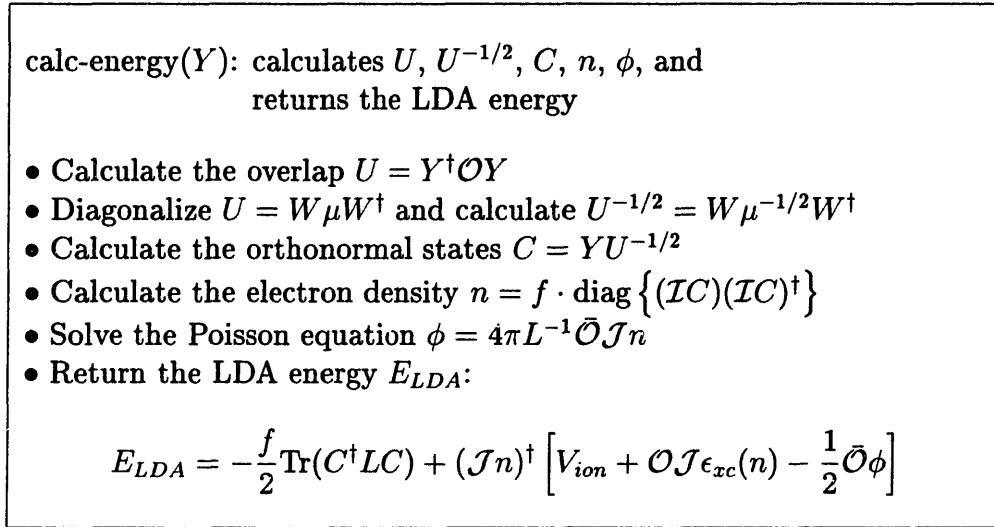 calc-energy(Y): calculates U, U^{-1/2}, C, n, ϕ, and
returns the LDA energy
• Calculate the overlap U = Y†𝒪Y
• Diagonalize U = WμW† and calculate U^{-1/2} = Wμ^{-1/2}W†
• Calculate the orthonormal states C = YU^{-1/2}
• Calculate the electron density n = f · diag {(ℐC)(ℐC)†}
• Solve the Poisson equation ϕ = 4πL^{-1}𝒪̄𝒥n
• Return the LDA energy E_{LDA}:
E_{LDA} = -\frac{f}{2}Tr(C†LC) + (𝒥n)† [V_{ion} + 𝒪𝒥ϵ_{xc}(n) - \frac{1}{2}𝒪̄ϕ]